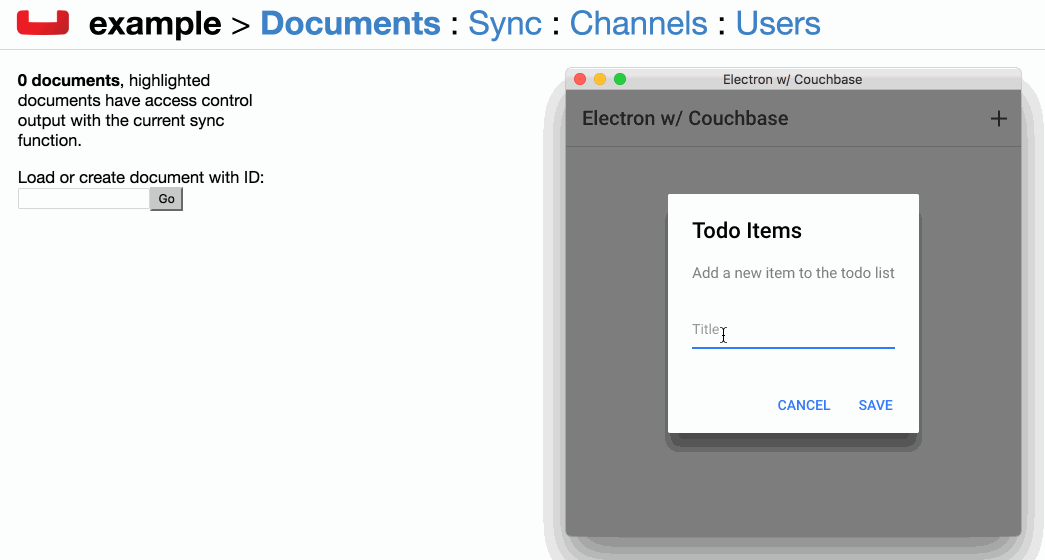 example > Documents : Sync : Channels : Users
0 documents, highlighted
documents have access control
output with the current sync
function.
Load or create document with ID:
Go
Electron w/ Couchbase
Electron w/ Couchbase +
Todo Items
Add a new item to the todo list
Title
CANCEL SAVE